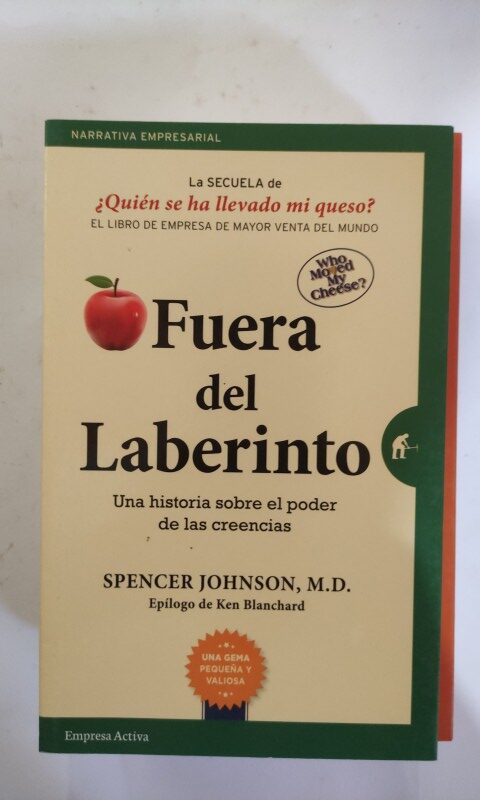 NARRATIVA EMPRESARIAL
La SECUELA de
¿Quién se ha llevado mi queso?
EL LIBRO DE EMPRESA DE MAYOR VENTA DEL MUNDO
Who
Moved
My
Cheese?
Fuera
del
Laberinto
Una historia sobre el poder
de las creencias
SPENCER JOHNSON, M.D.
Epílogo de Ken Blanchard
UNA GEMA
PEQUEÑA Y
VALIOSA
Empresa Activa